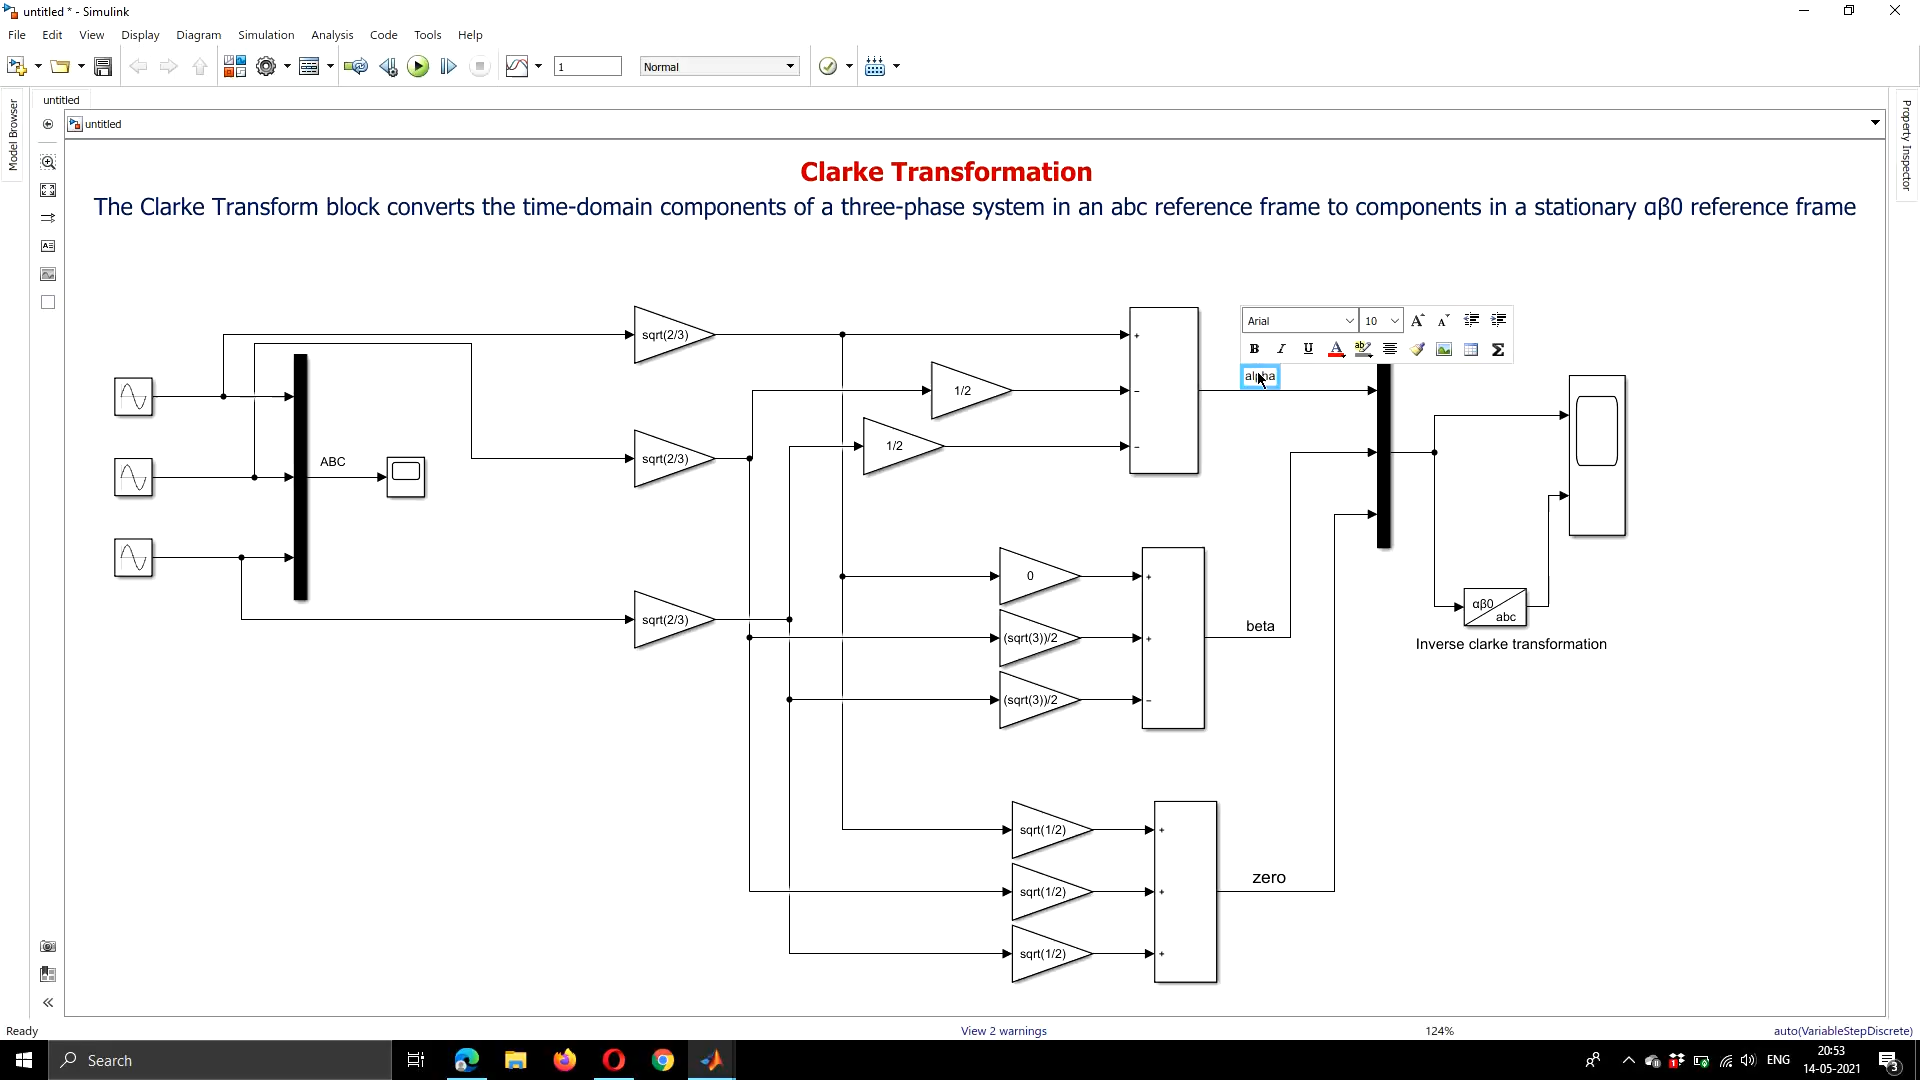 untitled * - Simulink
File Edit View Display Diagram Simulation Analysis Code Tools Help
1 Normal
untitled
untitled
Model Browser
Property Inspector
Clarke Transformation
The Clarke Transform block converts the time-domain components of a three-phase system in an abc reference frame to components in a stationary αβ0 reference frame
Arial 10
B I U A ab
alpha
sqrt(2/3)
1/2
1/2
sqrt(2/3)
ABC
sqrt(2/3)
0
(sqrt(3))/2
(sqrt(3))/2
beta
αβ0
abc
Inverse clarke transformation
sqrt(1/2)
sqrt(1/2)
sqrt(1/2)
zero
Ready View 2 warnings 124% auto(VariableStepDiscrete)
Search
ENG
20:53
14-05-2021
3